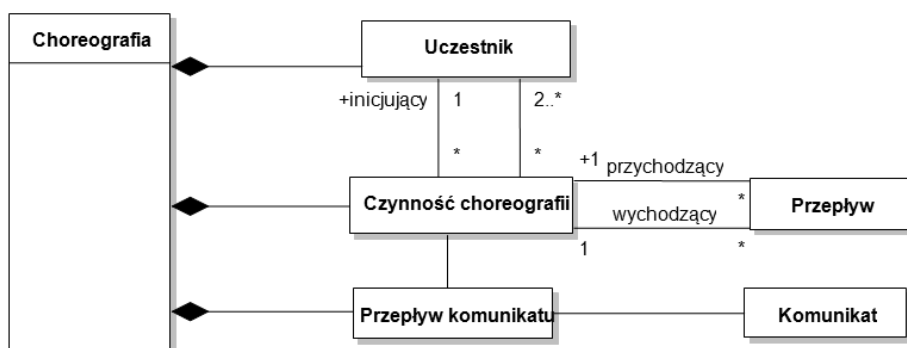 Choreografia
Uczestnik
+inicjujący 1 2..*
* *
+1 przychodzący
*
Czynność choreografii
Przepływ
wychodzący
1 *
Przepływ komunikatu
Komunikat